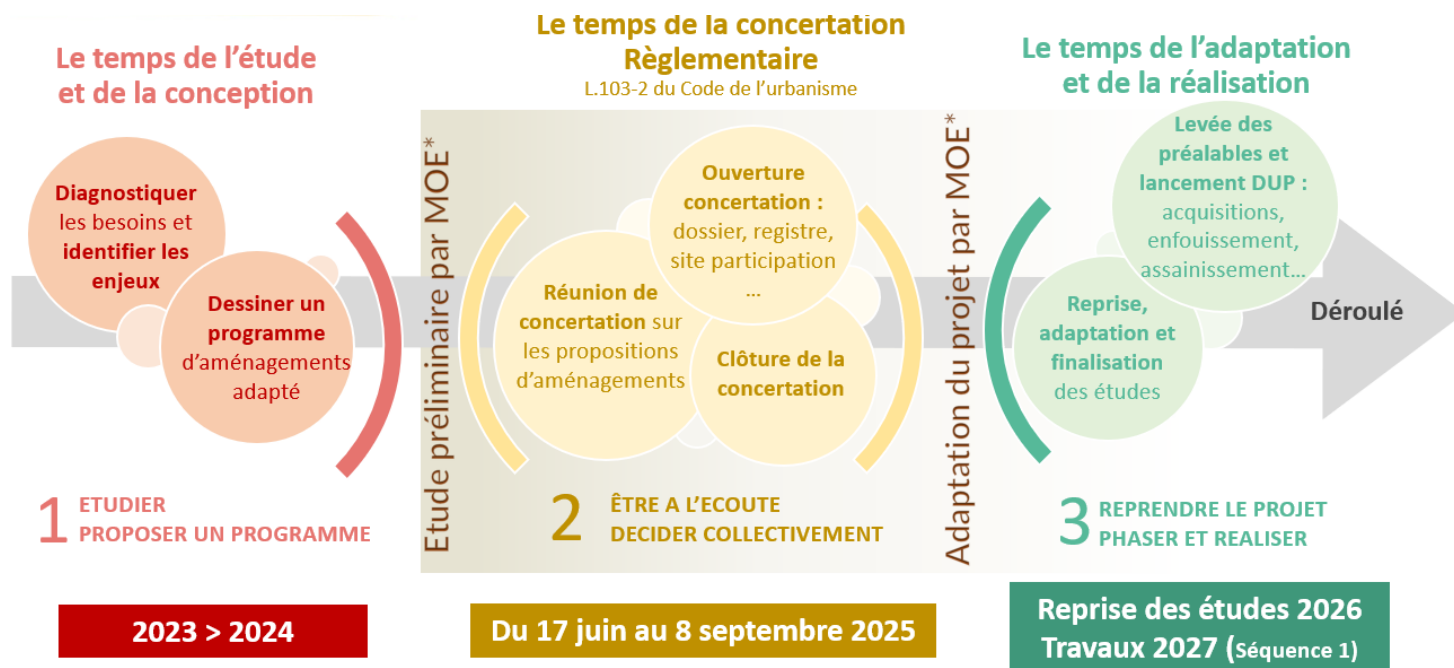 Le temps de l’étude
et de la conception
Diagnostiquer
les besoins et
identifier les
enjeux
Dessiner un
programme
d’aménagements
adapté
1 ETUDIER
PROPOSER UN PROGRAMME
2023 > 2024
Etude préliminaire par MOE*
Le temps de la concertation
Règlementaire
L.103-2 du Code de l’urbanisme
Ouverture
concertation :
dossier, registre,
site participation
...
Réunion de
concertation sur
les propositions
d’aménagements
Clôture de la
concertation
2 ÊTRE A L’ECOUTE
DECIDER COLLECTIVEMENT
Du 17 juin au 8 septembre 2025
Adaptation du projet par MOE*
Le temps de l’adaptation
et de la réalisation
Levée des
préalables et
lancement DUP :
acquisitions,
enfouissement,
assainissement...
Reprise,
adaptation et
finalisation
des études
Déroulé
3 REPRENDRE LE PROJET
PHASER ET REALISER
Reprise des études 2026
Travaux 2027 (Séquence 1)